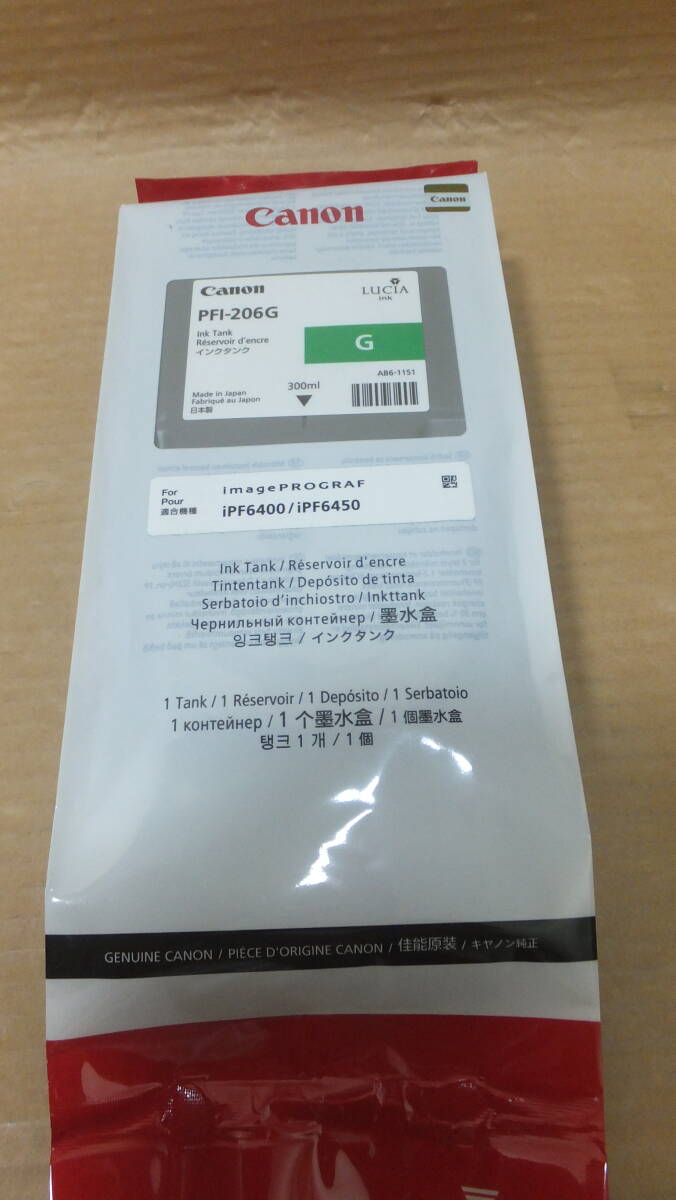 Canon
Canon
Canon
LUCIA
ink
PFI-206G
Ink Tank
Réservoir d'encre
インクタンク
G
AB6-1151
Made in Japan
Fabriqué au Japon
日本製
300ml
For
Pour
適合機種
imagePROGRAF
iPF6400/iPF6450
Ink Tank / Réservoir d'encre
Tintentank / Depósito de tinta
Serbatoio d'inchiostro / Inkttank
Чернильный контейнер / 墨水盒
잉크탱크 / インクタンク
1 Tank / 1 Réservoir / 1 Depósito / 1 Serbatoio
1 контейнер / 1 个墨水盒 / 1 個墨水盒
탱크 1 개 / 1 個
GENUINE CANON / PIÈCE D'ORIGINE CANON / 佳能原装 / キヤノン純正